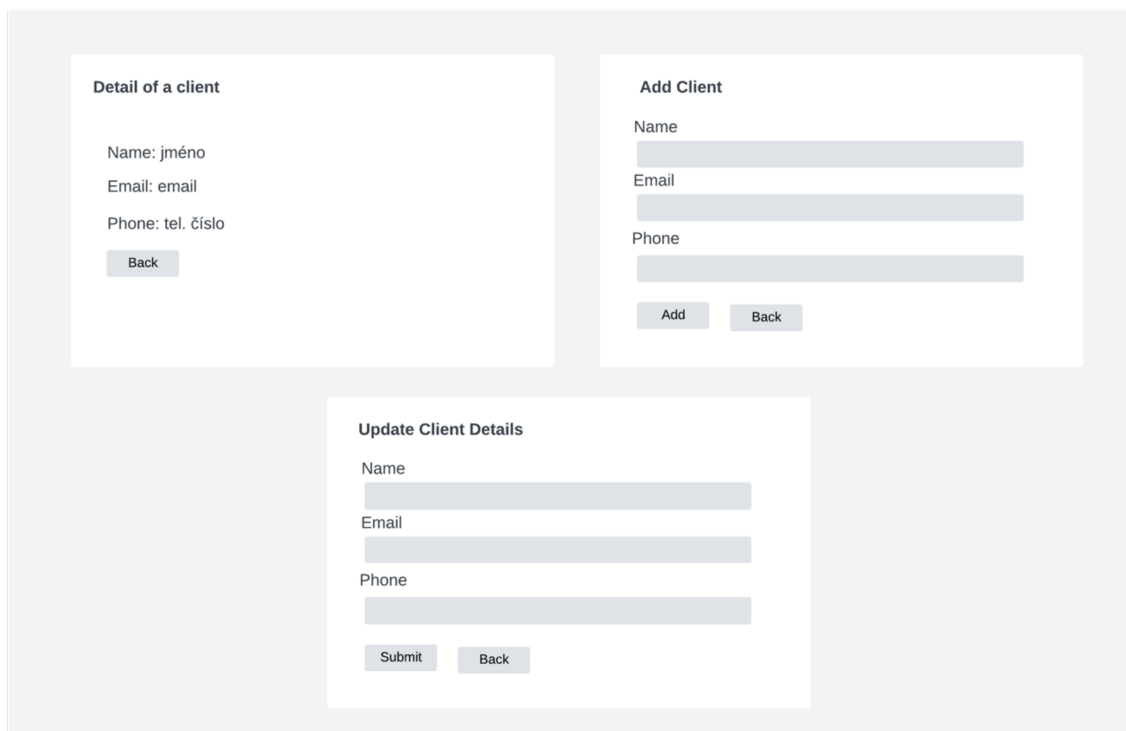 Detail of a client
Name: jméno
Email: email
Phone: tel. číslo
Back
Add Client
Name
Email
Phone
Add
Back
Update Client Details
Name
Email
Phone
Submit
Back